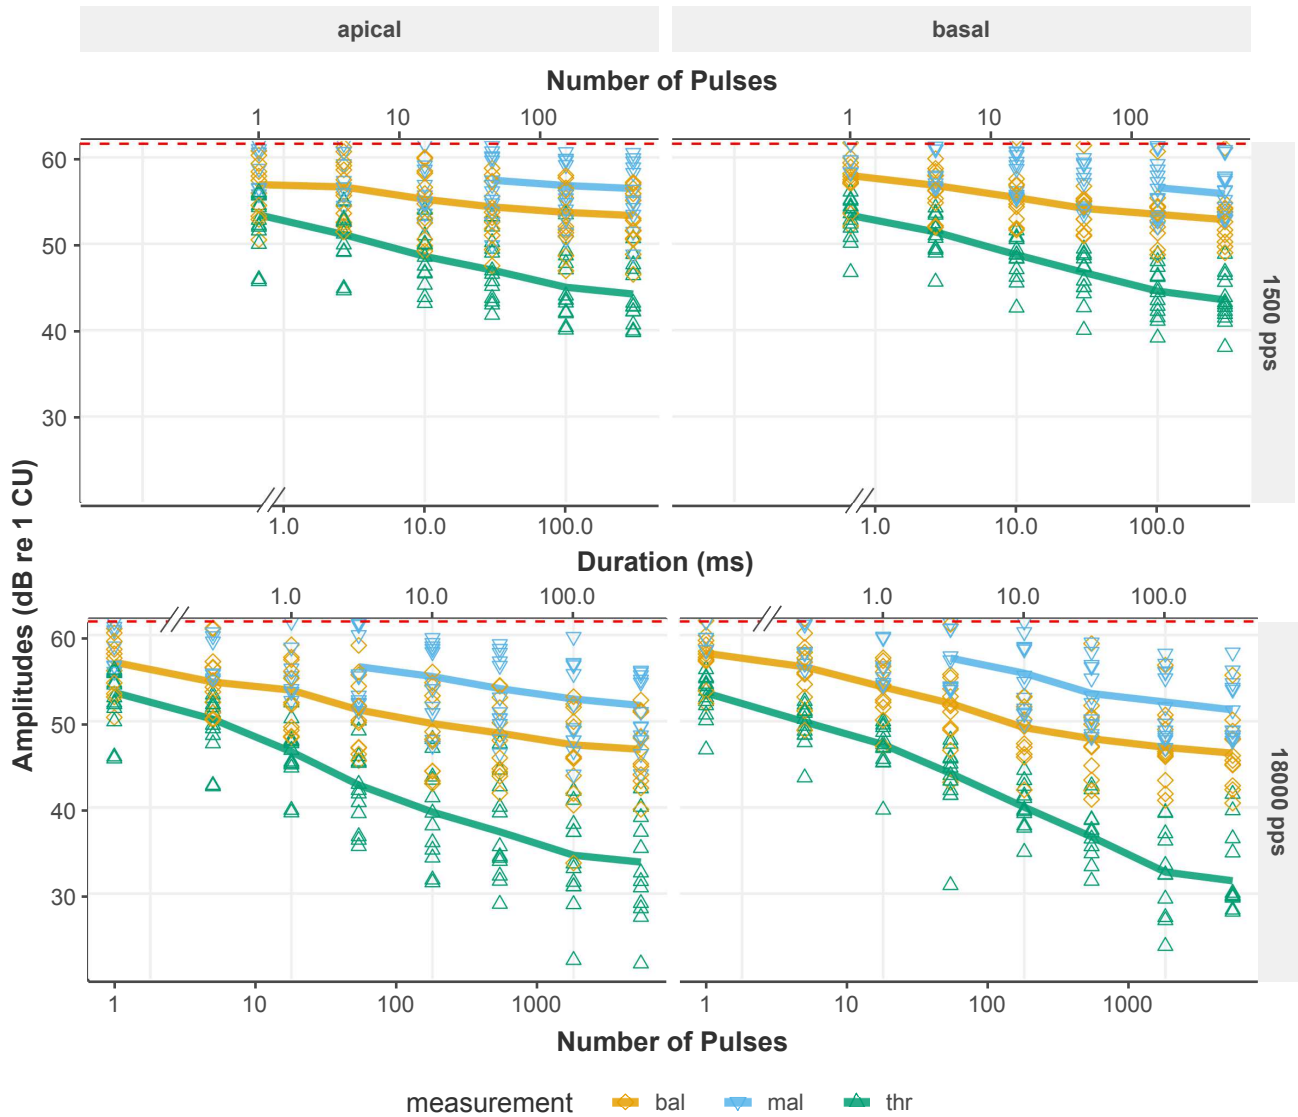 apical basal
Number of Pulses
1 10 100 1 10 100
60
50
40
30
1500 pps
1.0 10.0 100.0 1.0 10.0 100.0
Duration (ms)
1.0 10.0 100.0 1.0 10.0 100.0
60
50
40
30
18000 pps
Amplitudes (dB re 1 CU)
1 10 100 1000 1 10 100 1000
Number of Pulses
measurement bal mal thr